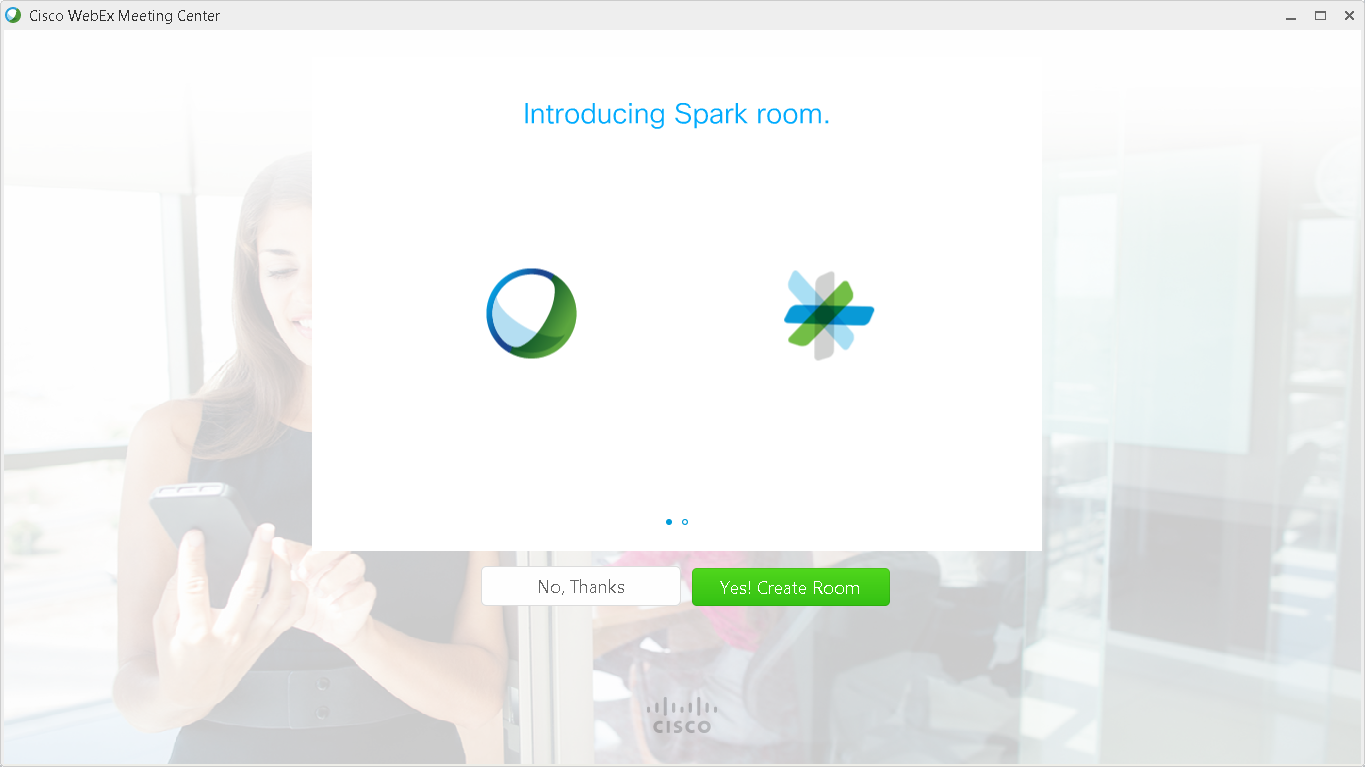 Cisco WebEx Meeting Center
Introducing Spark room.
No, Thanks
Yes! Create Room
CISCO